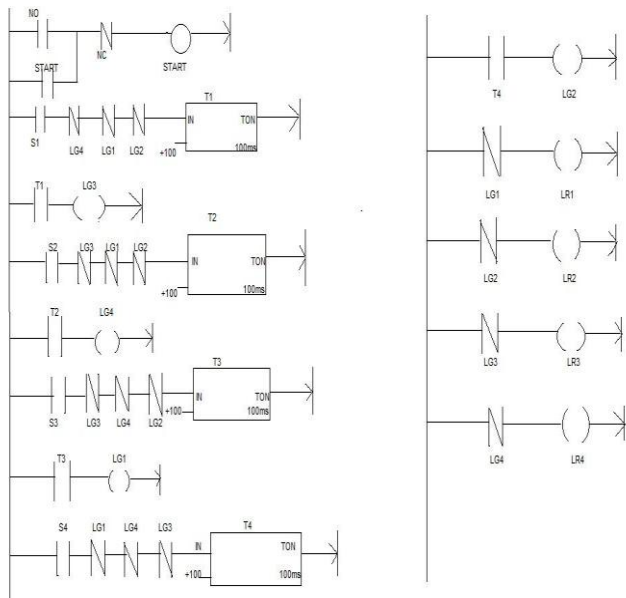 NO
NC
START
START
S1
LG4
LG1
LG2
T1
IN
TON
+100
100ms
T1
LG3
T2
S2
LG3
LG1
LG2
IN
TON
+100
100ms
T2
LG4
T3
S3
LG3
LG4
LG2
IN
TON
+100
100ms
T3
LG1
S4
LG1
LG4
LG3
T4
IN
TON
+100
100ms
T4
LG2
LG1
LR1
LG2
LR2
LG3
LR3
LG4
LR4